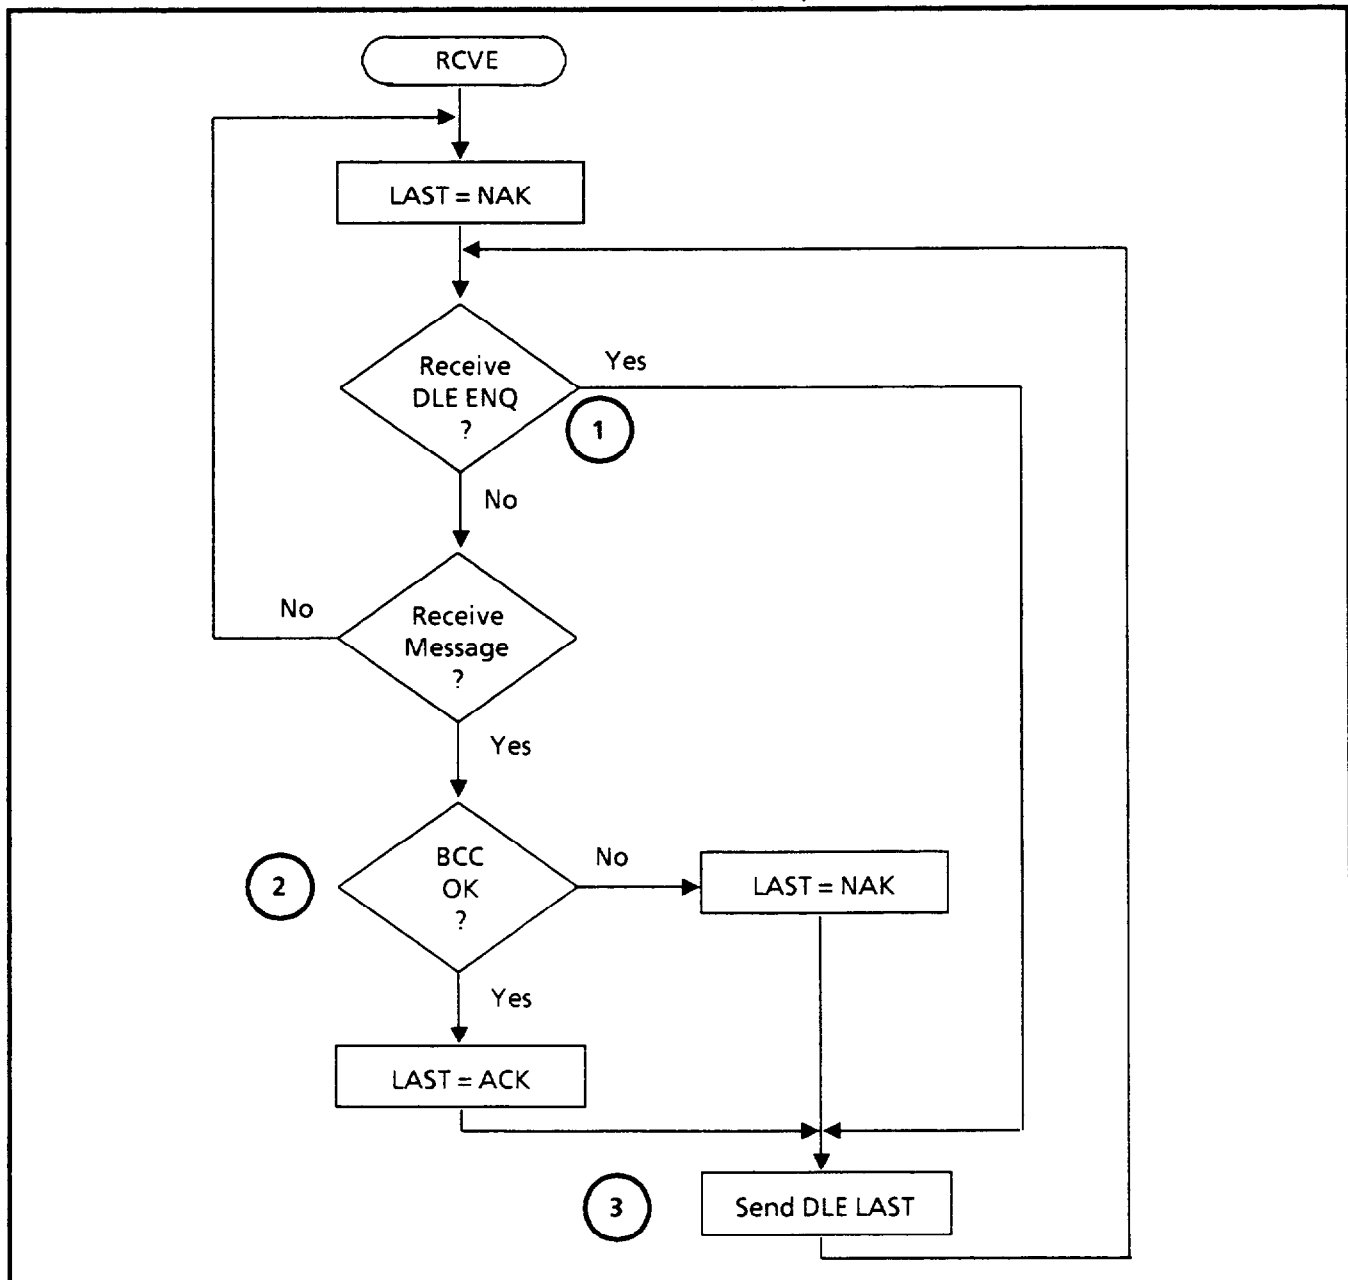 RCVE
LAST = NAK
Receive
DLE ENQ
?
Yes
1
No
Receive
Message
?
No
Yes
BCC
OK
?
2
No
LAST = NAK
Yes
LAST = ACK
3
Send DLE LAST